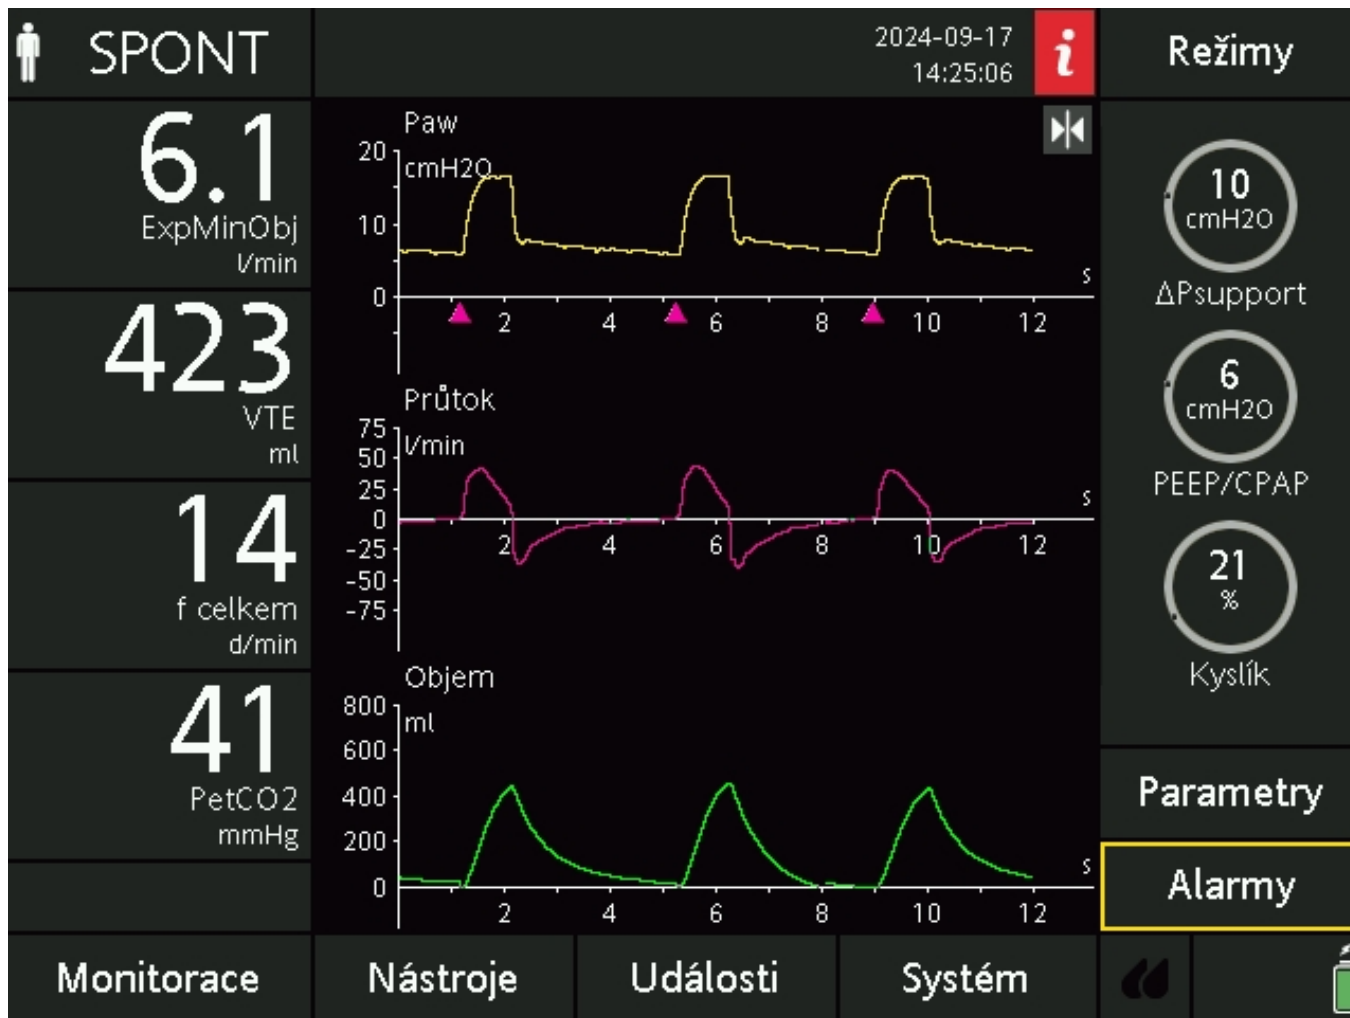 SPONT
2024-09-17
14:25:06
i
Režimy
6.1
ExpMinObj
l/min
423
VTE
ml
14
f celkem
d/min
41
PetCO2
mmHg
Paw
cmH2O
20
10
0
s
2 4 6 8 10 12
Průtok
l/min
75
50
25
0
-25
-50
-75
s
2 4 6 8 10 12
Objem
ml
800
600
400
200
0
s
2 4 6 8 10 12
10
cmH2O
ΔPsupport
6
cmH2O
PEEP/CPAP
21
%
Kyslík
Parametry
Alarmy
Monitorace
Nástroje
Události
Systém